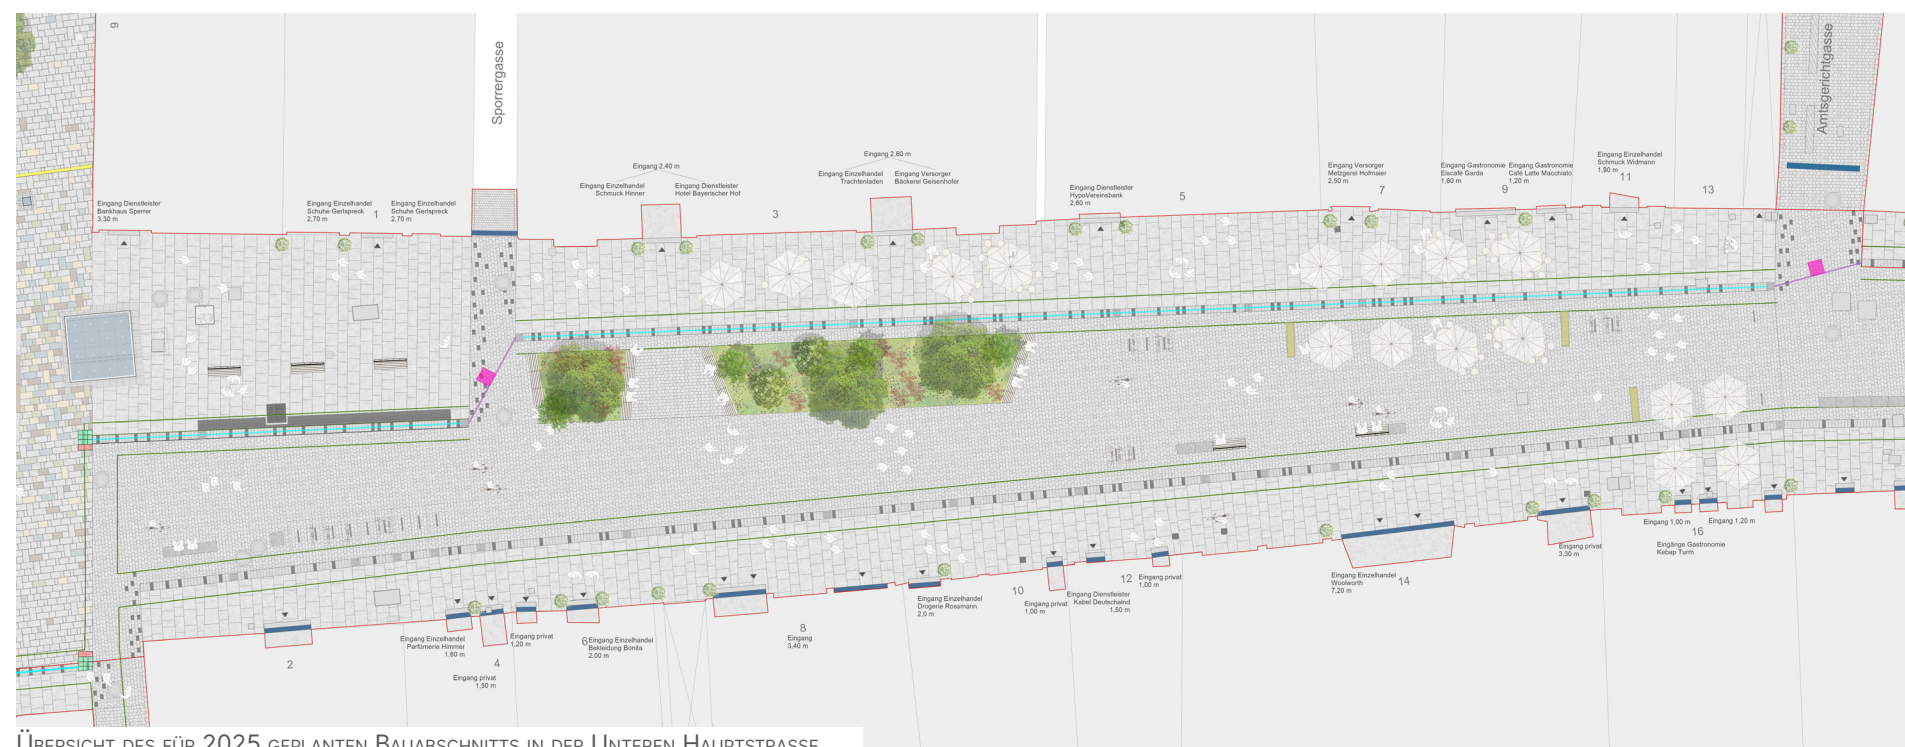 9
Sporrergasse
Amtsgerichtgasse
Eingang Dienstleister
Bankhaus Sperrer
3,30 m
Eingang Einzelhandel
Schuhe Gerlspreck
2,70 m
1
Eingang Einzelhandel
Schuhe Gerlspreck
2,70 m
Eingang 2.40 m
Eingang Einzelhandel
Schmuck Hinner
Eingang Dienstleister
Hotel Bayerischer Hof
3
Eingang 2.60 m
Eingang Einzelhandel
Trachtenladen
Eingang Versorger
Bäckerei Geisenhofer
Eingang Dienstleister
HypoVereinsbank
2,60 m
5
Eingang Versorger
Metzgerei Hofmaier
2,50 m
7
Eingang Gastronomie
Eiscafé Garda
1,60 m
9
Eingang Gastronomie
Café Latte Macchiato
1,20 m
Eingang Einzelhandel
Schmuck Widmann
1,90 m
11
13
2
Eingang Einzelhandel
Parfümerie Himmer
1,60 m
4
Eingang privat
1,50 m
Eingang privat
1,20 m
6
Eingang Einzelhandel
Bekleidung Bonita
2,00 m
8
Eingang
3,40 m
Eingang Einzelhandel
Drogerie Rossmann
2,0 m
10
Eingang privat
1,00 m
Eingang Dienstleister
Kabel Deutschalnd
1,50 m
12
Eingang privat
1,00 m
Eingang Einzelhandel
Woolworth
7,20 m
14
Eingang privat
3,30 m
Eingang 1,00 m
Eingang 1,20 m
16
Eingänge Gastronomie
Kebap Turm
Übersicht des für 2025 geplanten Bauabschnitts in der Unteren Hauptstrasse